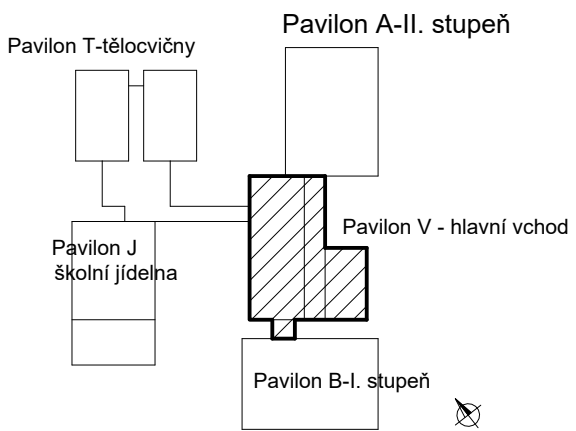 Pavilon A-II. stupeň
Pavilon T-tělocvičny
Pavilon V - hlavní vchod
Pavilon J
školní jídelna
Pavilon B-I. stupeň